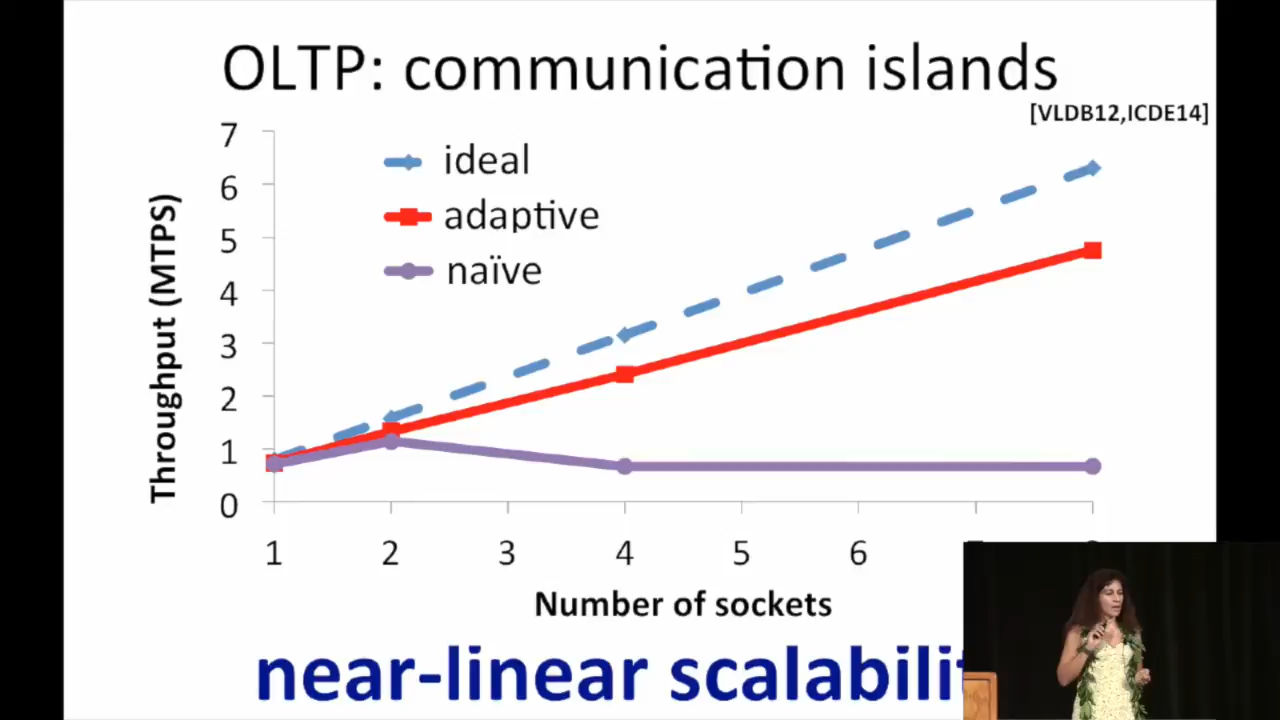 OLTP: communication islands
[VLDB12,ICDE14]
7
6
5
4
3
2
1
0
Throughput (MTPS)
ideal
adaptive
naïve
1 2 3 4 5 6
Number of sockets
near-linear